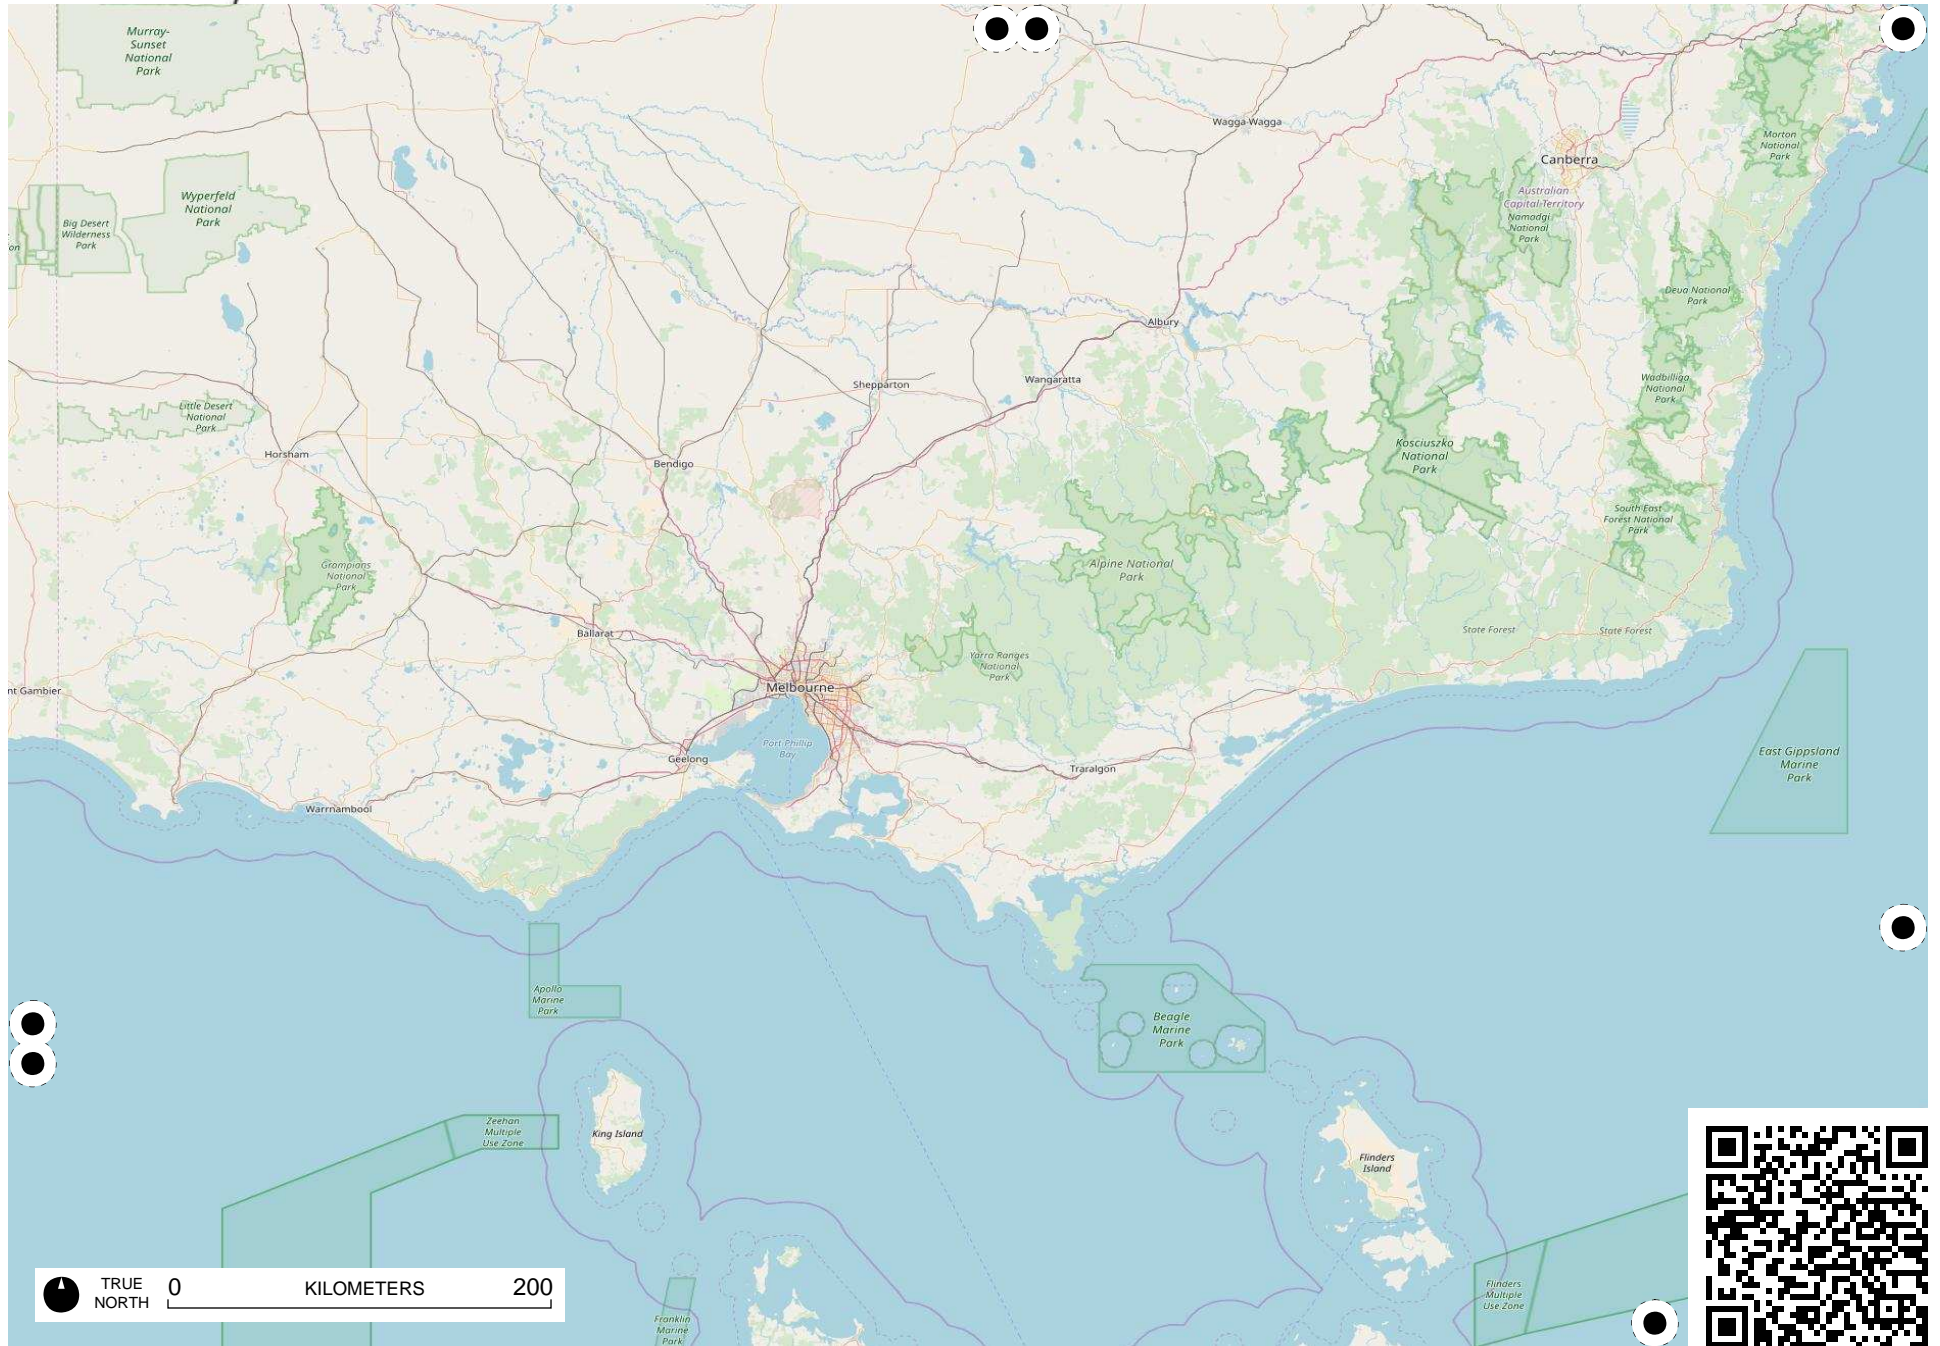 Murray-
Sunset
National
Park
Wagga Wagga
Morton
National
Park
Canberra
Australian
Capital Territory
Namadgi
National
Park
Wyperfeld
National
Park
Big Desert
Wilderness
Park
on
Deua National
Park
Albury
Shepparton
Wangaratta
Wadbilliga
National
Park
Little Desert
National
Park
Horsham
Bendigo
Kosciuszko
National
Park
South East
Forest National
Park
Grampians
National
Park
Alpine National
Park
Ballarat
State Forest
State Forest
Yarra Ranges
National
Park
nt Gambier
Melbourne
Port Phillip
Bay
Geelong
Traralgon
East Gippsland
Marine
Park
Warrnambool
Apollo
Marine
Park
Beagle
Marine
Park
Zeehan
Multiple
Use Zone
King Island
Flinders
Island
Flinders
Multiple
Use Zone
Franklin
Marine
Park
TRUE
NORTH
0 KILOMETERS 200